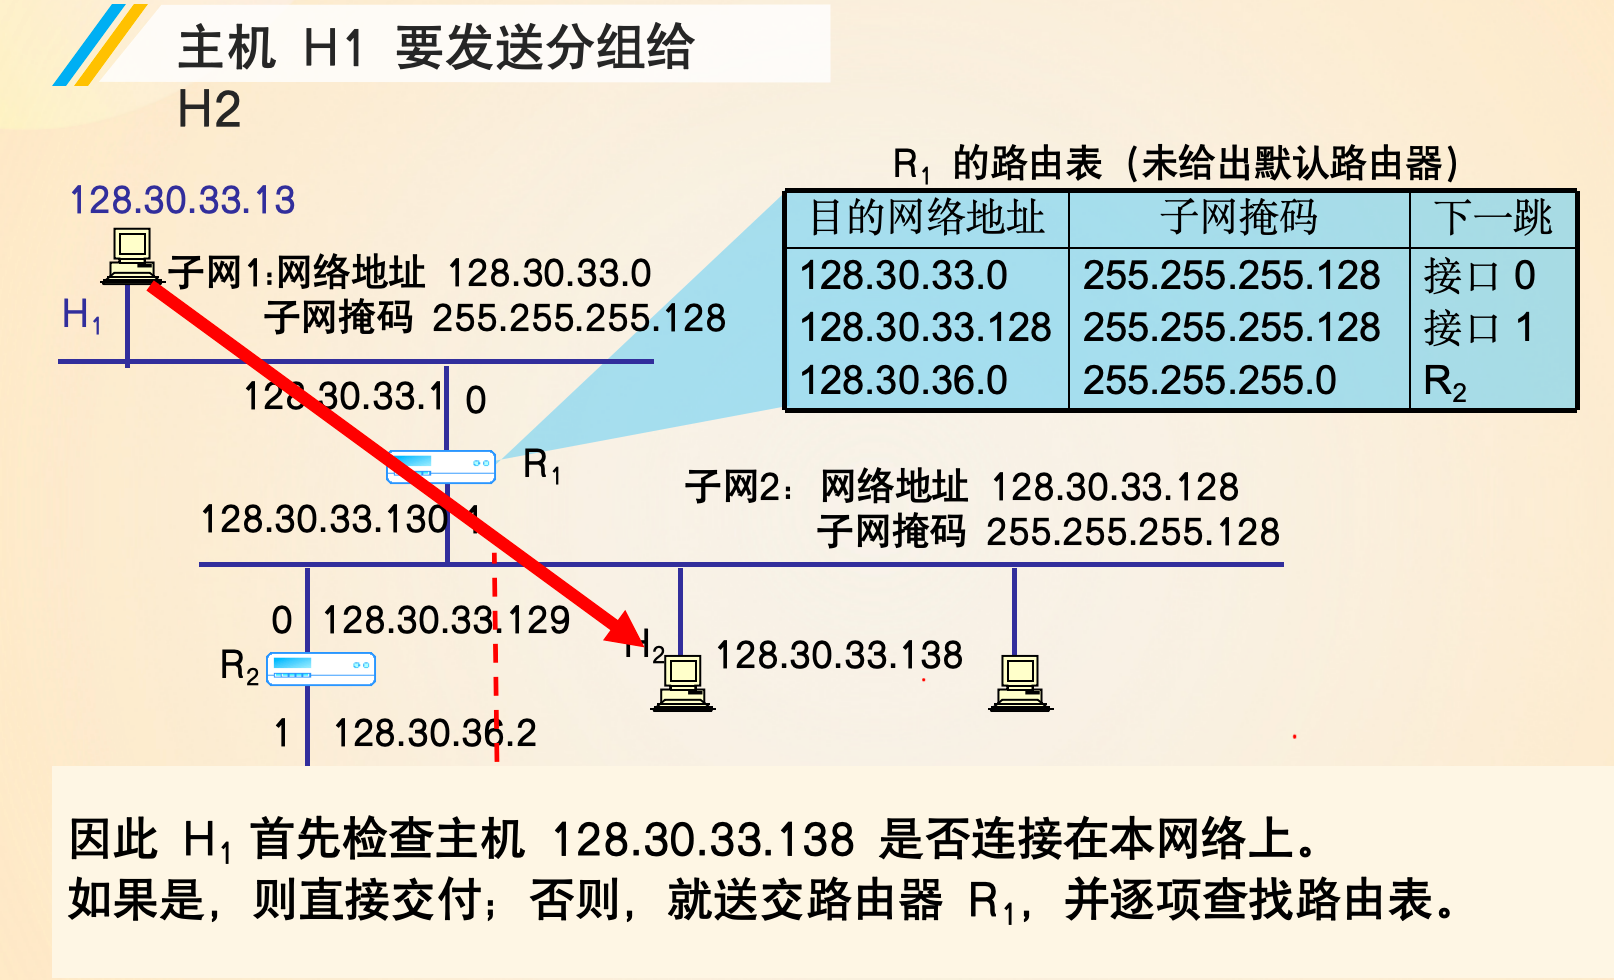 主机 H1 要发送分组给
H2
R1 的路由表（未给出默认路由器）
目的网络地址 子网掩码 下一跳
128.30.33.0 255.255.255.128 接口 0
128.30.33.128 255.255.255.128 接口 1
128.30.36.0 255.255.255.0 R2
128.30.33.13
子网1:网络地址 128.30.33.0
H1 子网掩码 255.255.255.128
128.30.33.1 0
R1
子网2： 网络地址 128.30.33.128
子网掩码 255.255.255.128
128.30.33.130 1
0 128.30.33.129
R2
H2 128.30.33.138
1 128.30.36.2
因此 H1 首先检查主机 128.30.33.138 是否连接在本网络上。
如果是，则直接交付；否则，就送交路由器 R1，并逐项查找路由表。